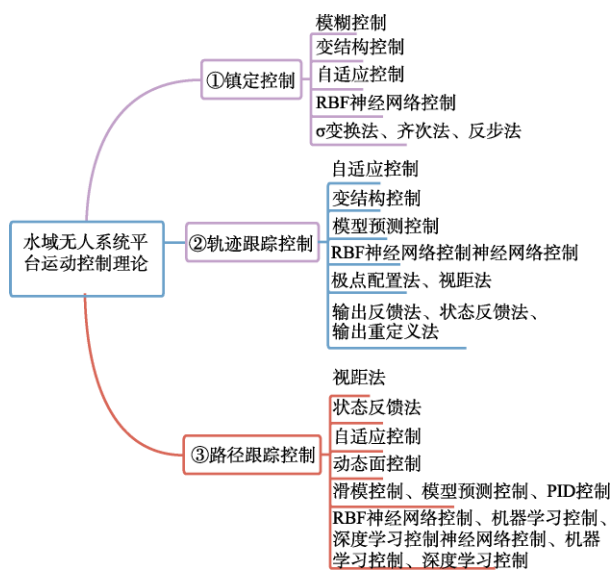 模糊控制
变结构控制
①镇定控制
自适应控制
RBF神经网络控制
σ变换法、齐次法、反步法
水域无人系统平
台运动控制理论
自适应控制
变结构控制
②轨迹跟踪控制
模型预测控制
RBF神经网络控制神经网络控制
极点配置法、视距法
输出反馈法、状态反馈法、
输出重定义法
视距法
状态反馈法
自适应控制
③路径跟踪控制
动态面控制
滑模控制、模型预测控制、PID控制
RBF神经网络控制、机器学习控制、
深度学习控制神经网络控制、机器
学习控制、深度学习控制